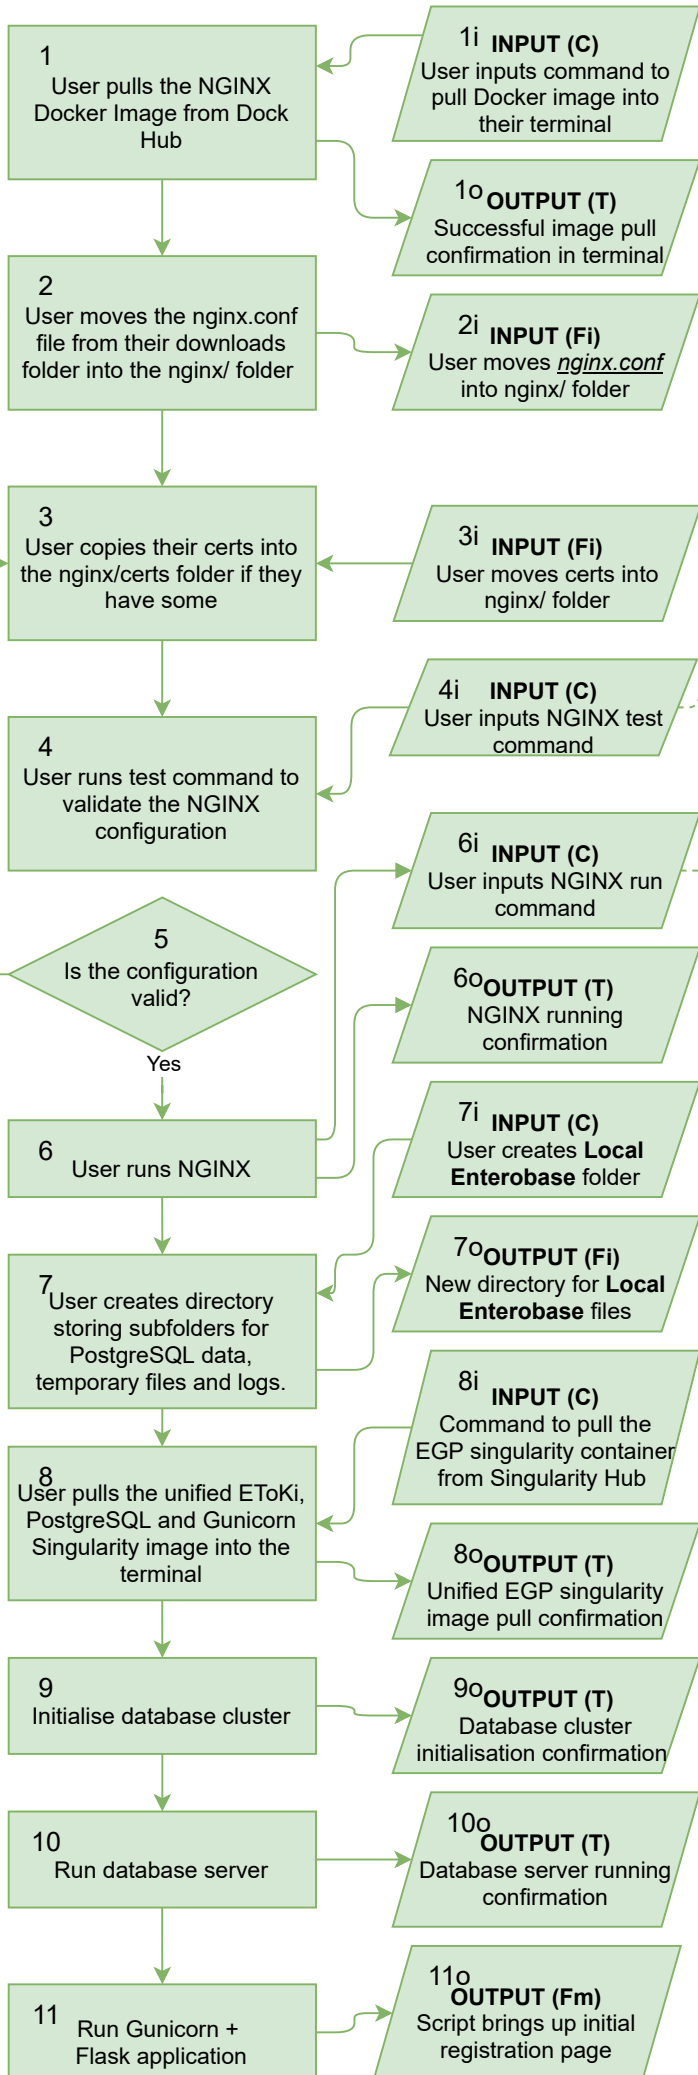 1
User pulls the NGINX
Docker Image from Dock
Hub
1i INPUT (C)
User inputs command to
pull Docker image into
their terminal
1o OUTPUT (T)
Successful image pull
confirmation in terminal
2
User moves the nginx.conf
file from their downloads
folder into the nginx/ folder
2i INPUT (Fi)
User moves nginx.conf
into nginx/ folder
3
User copies their certs into
the nginx/certs folder if they
have some
3i INPUT (Fi)
User moves certs into
nginx/ folder
4
User runs test command to
validate the NGINX
configuration
4i INPUT (C)
User inputs NGINX test
command
5
Is the configuration
valid?
Yes
6i INPUT (C)
User inputs NGINX run
command
6o OUTPUT (T)
NGINX running
confirmation
6 User runs NGINX
7i INPUT (C)
User creates Local
Enterobase folder
7
User creates directory
storing subfolders for
PostgreSQL data,
temporary files and logs.
7o OUTPUT (Fi)
New directory for Local
Enterobase files
8
User pulls the unified EToKi,
PostgreSQL and Gunicorn
Singularity image into the
terminal
8i INPUT (C)
Command to pull the
EGP singularity container
from Singularity Hub
8o OUTPUT (T)
Unified EGP singularity
image pull confirmation
9
Initialise database cluster
9o OUTPUT (T)
Database cluster
initialisation confirmation
10
Run database server
10o OUTPUT (T)
Database server running
confirmation
11 Run Gunicorn +
Flask application
11o OUTPUT (Fm)
Script brings up initial
registration page